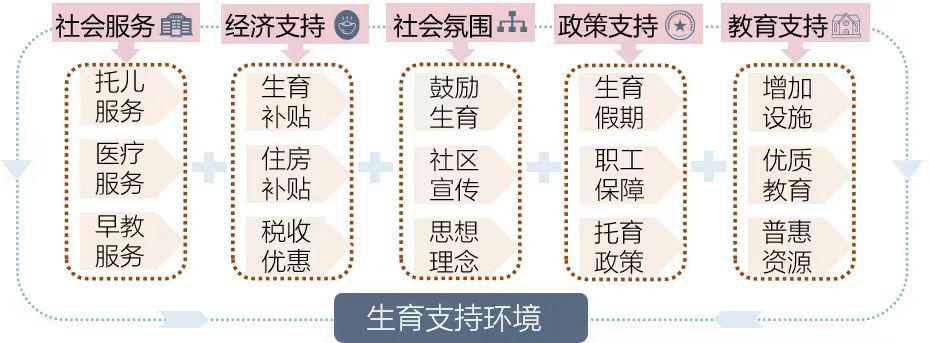 社会服务
经济支持
社会氛围
政策支持
教育支持
托儿
服务
医疗
服务
早教
服务
生育
补贴
住房
补贴
税收
优惠
鼓励
生育
社区
宣传
思想
理念
生育
假期
职工
保障
托育
政策
增加
设施
优质
教育
普惠
资源
生育支持环境